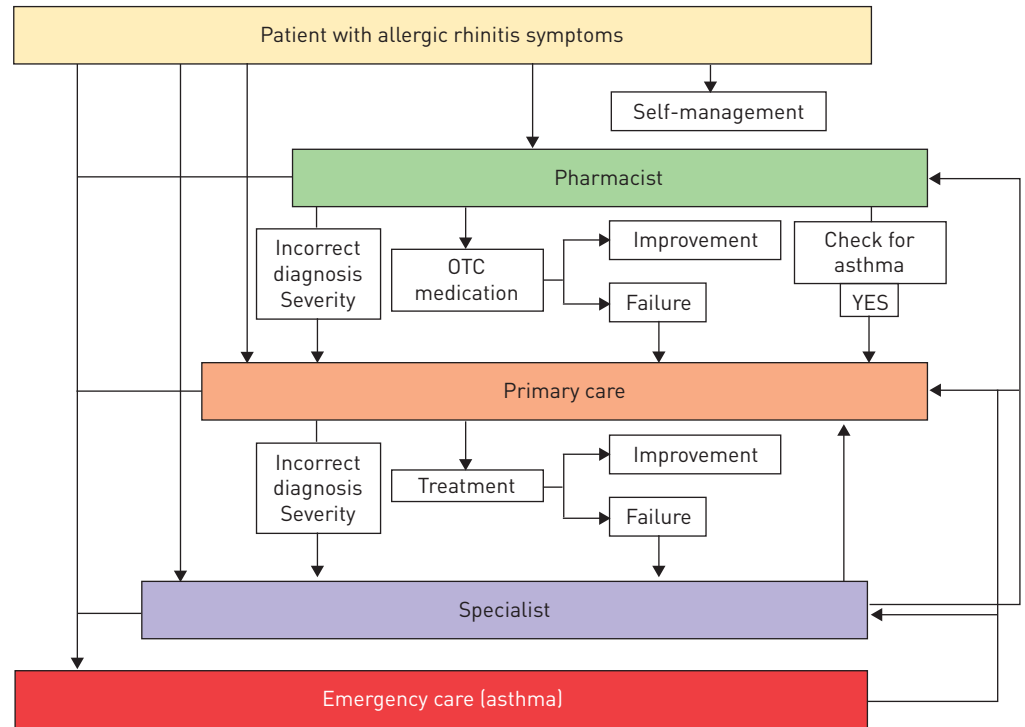 Patient with allergic rhinitis symptoms
Self-management
Pharmacist
Incorrect
diagnosis
Severity
OTC
medication
Improvement
Failure
Check for
asthma
YES
Primary care
Incorrect
diagnosis
Severity
Treatment
Improvement
Failure
Specialist
Emergency care (asthma)